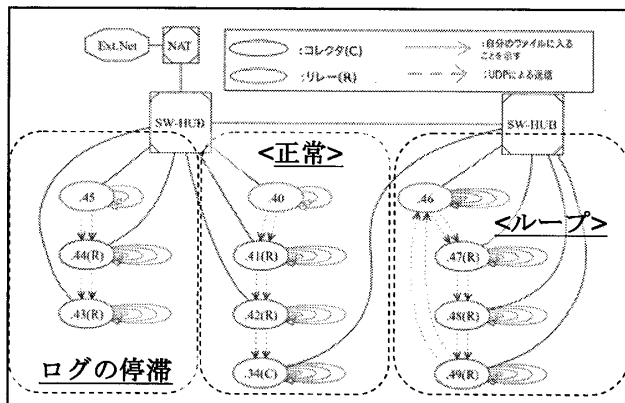 Ext.Net
NAT
:コレクタ(C)
:リレー(R)
:自分のファイルに入る
ことを示す
:UDPによる送信
SW-HUB
SW-HUB
<正常>
<ループ>
.45
.44(R)
.43(R)
ログの停滞
.40
.41(R)
.42(R)
.34(C)
.46
.47(R)
.48(R)
.49(R)